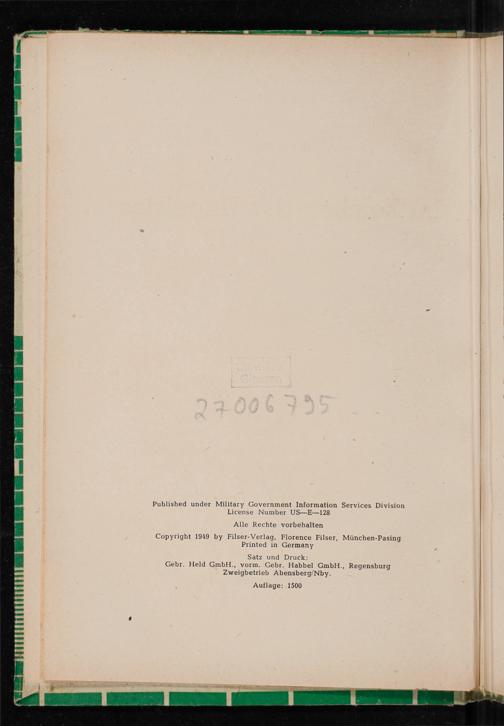 27006795
Published under Military Government Information Services Division
License Number US—E—128
Alle Rechte vorbehalten
Copyright 1949 by Filser-Verlag, Florence Filser, München-Pasing
Printed in Germany
Satz und Druck:
Gebr. Held GmbH., vorm. Gebr. Habbel GmbH., Regensburg
Zweigbetrieb Abensberg/Nby.
Auflage: 1500